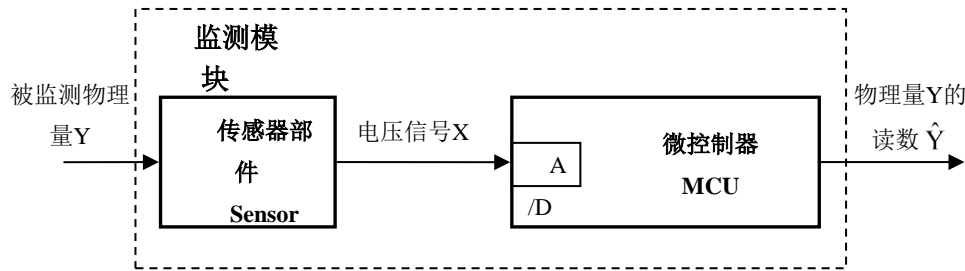 监测模
块
被监测物理
量Y
传感器部
件
Sensor
电压信号X
A
/D
微控制器
MCU
物理量Y的
读数 Ŷ